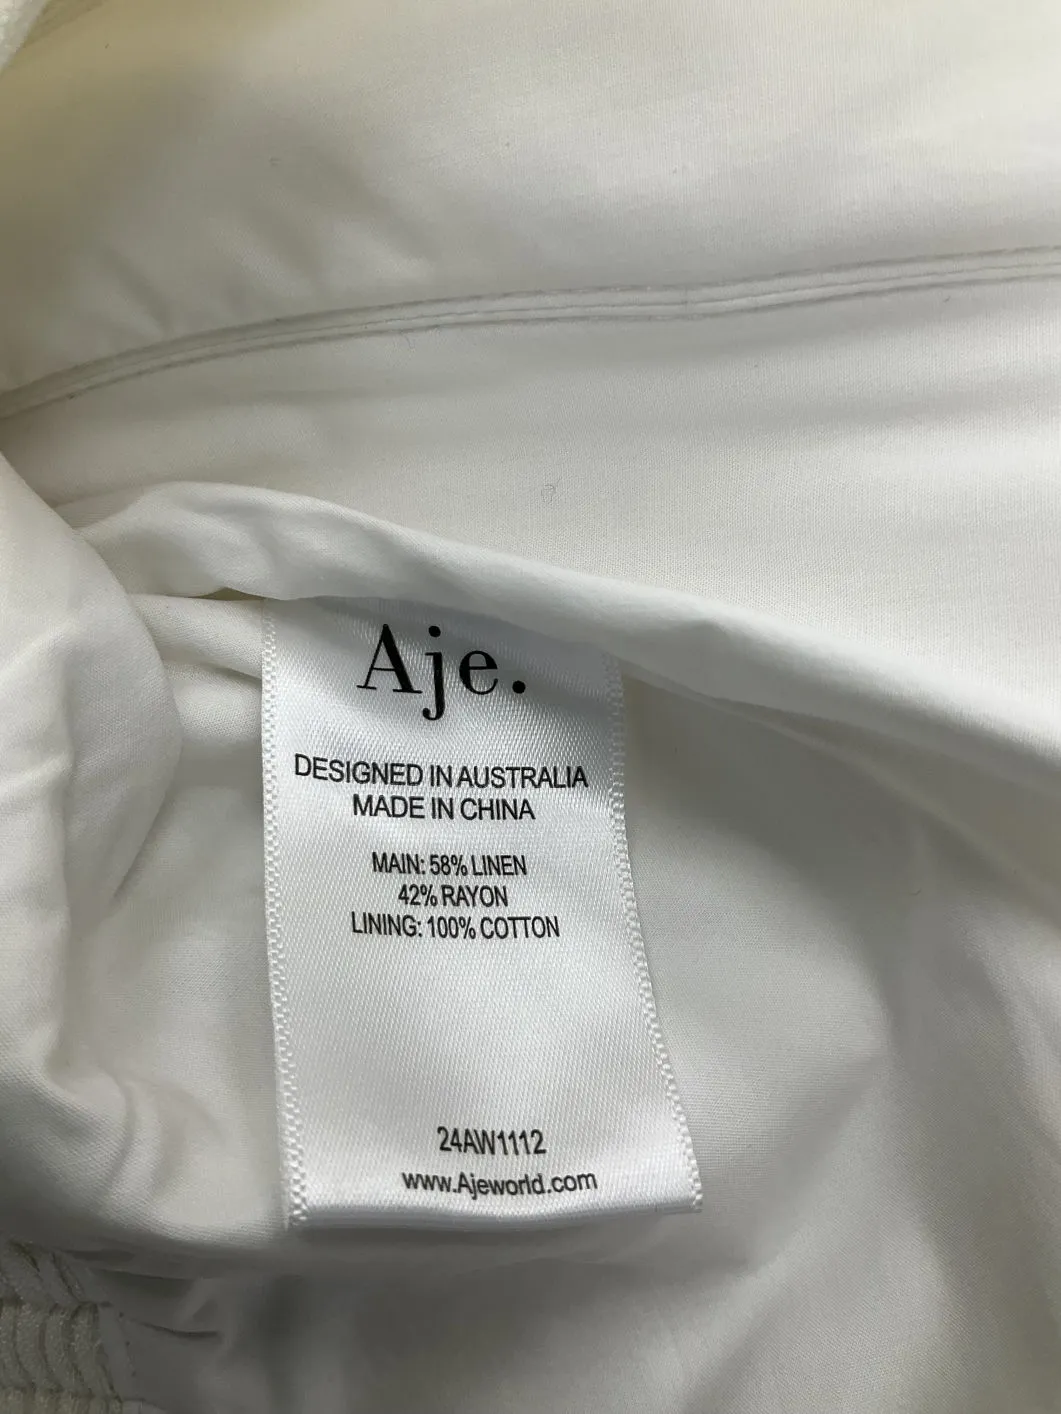 Aje.
DESIGNED IN AUSTRALIA
MADE IN CHINA
MAIN: 58% LINEN
42% RAYON
LINING: 100% COTTON
24AW1112
www.Ajeworld.com